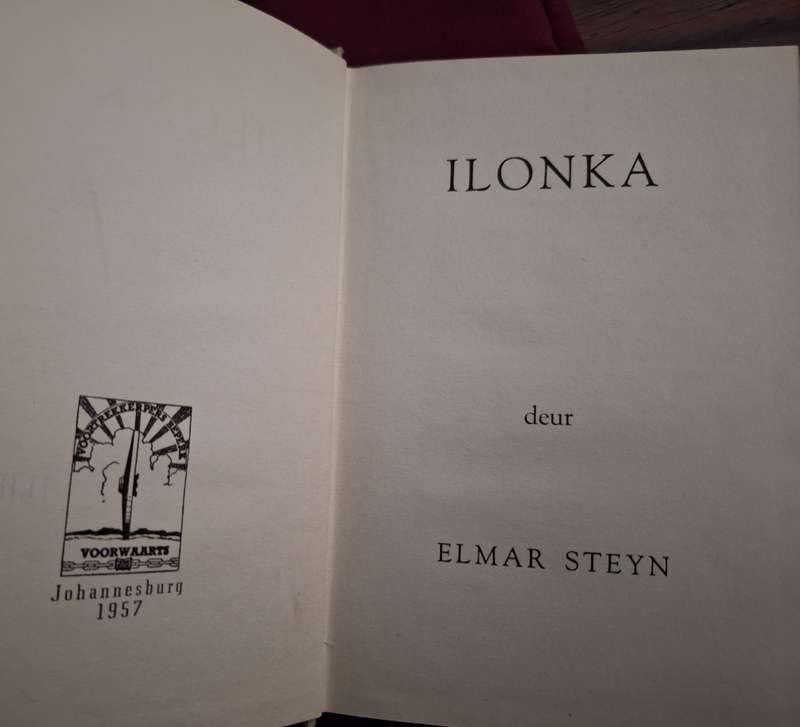 VOORTREKKERPERS BEPERK
VOORWAARTS
Johannesburg
1957
ILONKA
deur
ELMAR STEYN